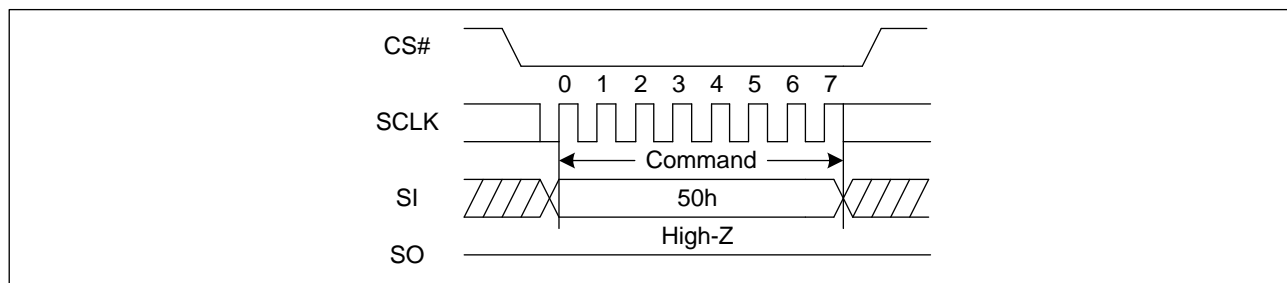 CS#
0 1 2 3 4 5 6 7
SCLK
Command
SI
50h
High-Z
SO